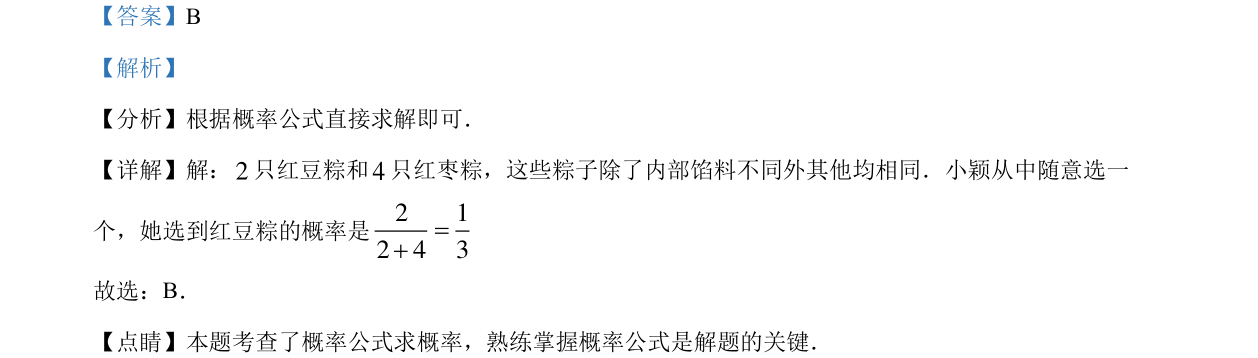 【答案】B
【解析】
【分析】根据概率公式直接求解即可．
【详解】解：2只红豆粽和4只红枣粽，这些粽子除了内部馅料不同外其他均相同．小颖从中随意选一
个，她选到红豆粽的概率是 2/(2+4) = 1/3
故选：B．
【点睛】本题考查了概率公式求概率，熟练掌握概率公式是解题的关键．